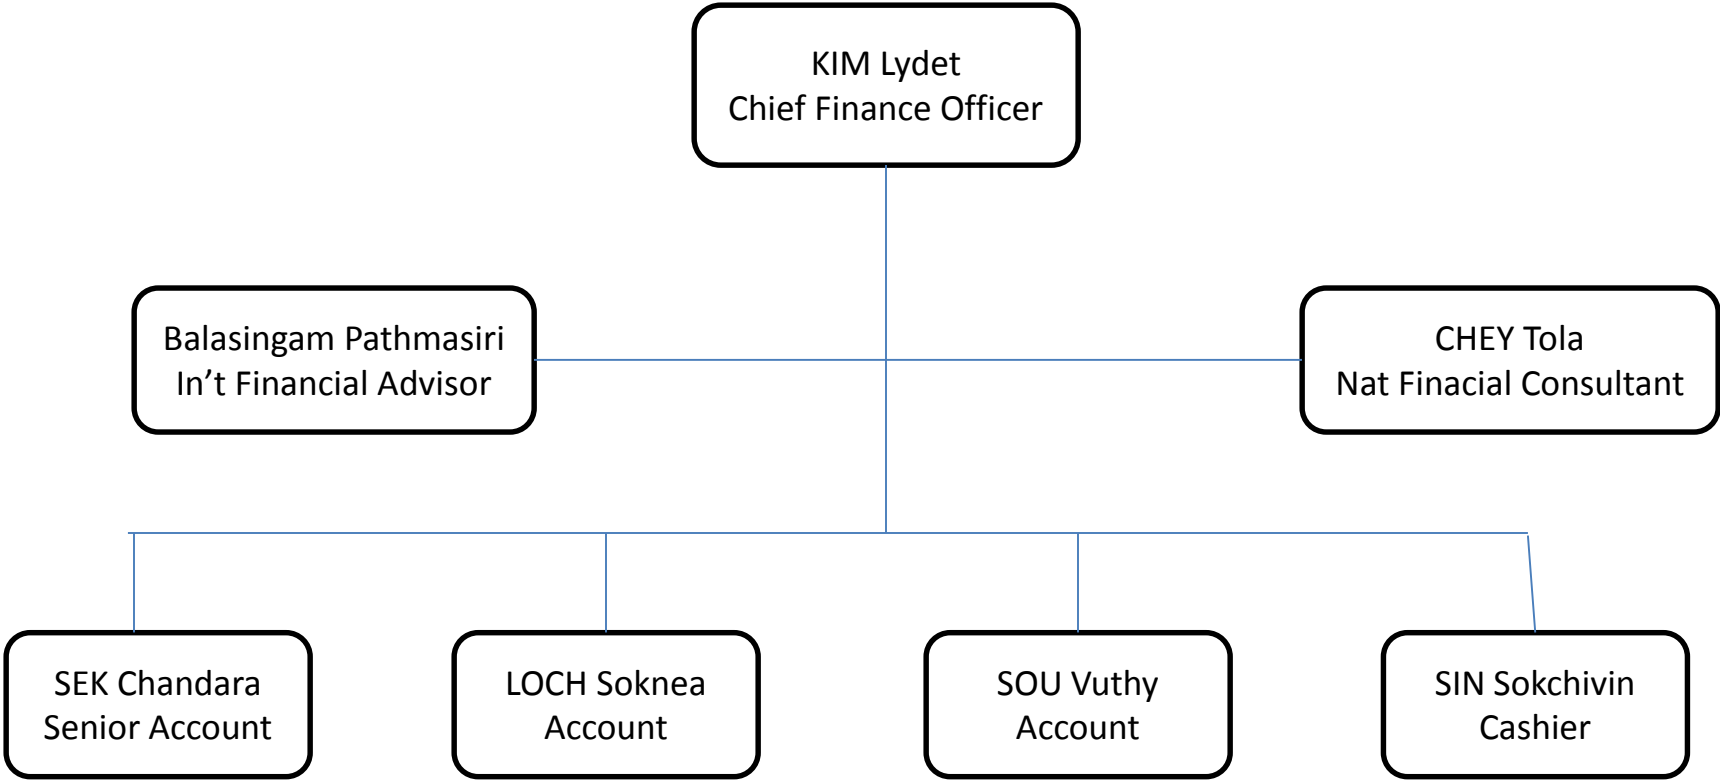 KIM Lydet
Chief Finance Officer
Balasingam Pathmasiri
In’t Financial Advisor
CHEY Tola
Nat Finacial Consultant
SEK Chandara
Senior Account
LOCH Soknea
Account
SOU Vuthy
Account
SIN Sokchivin
Cashier